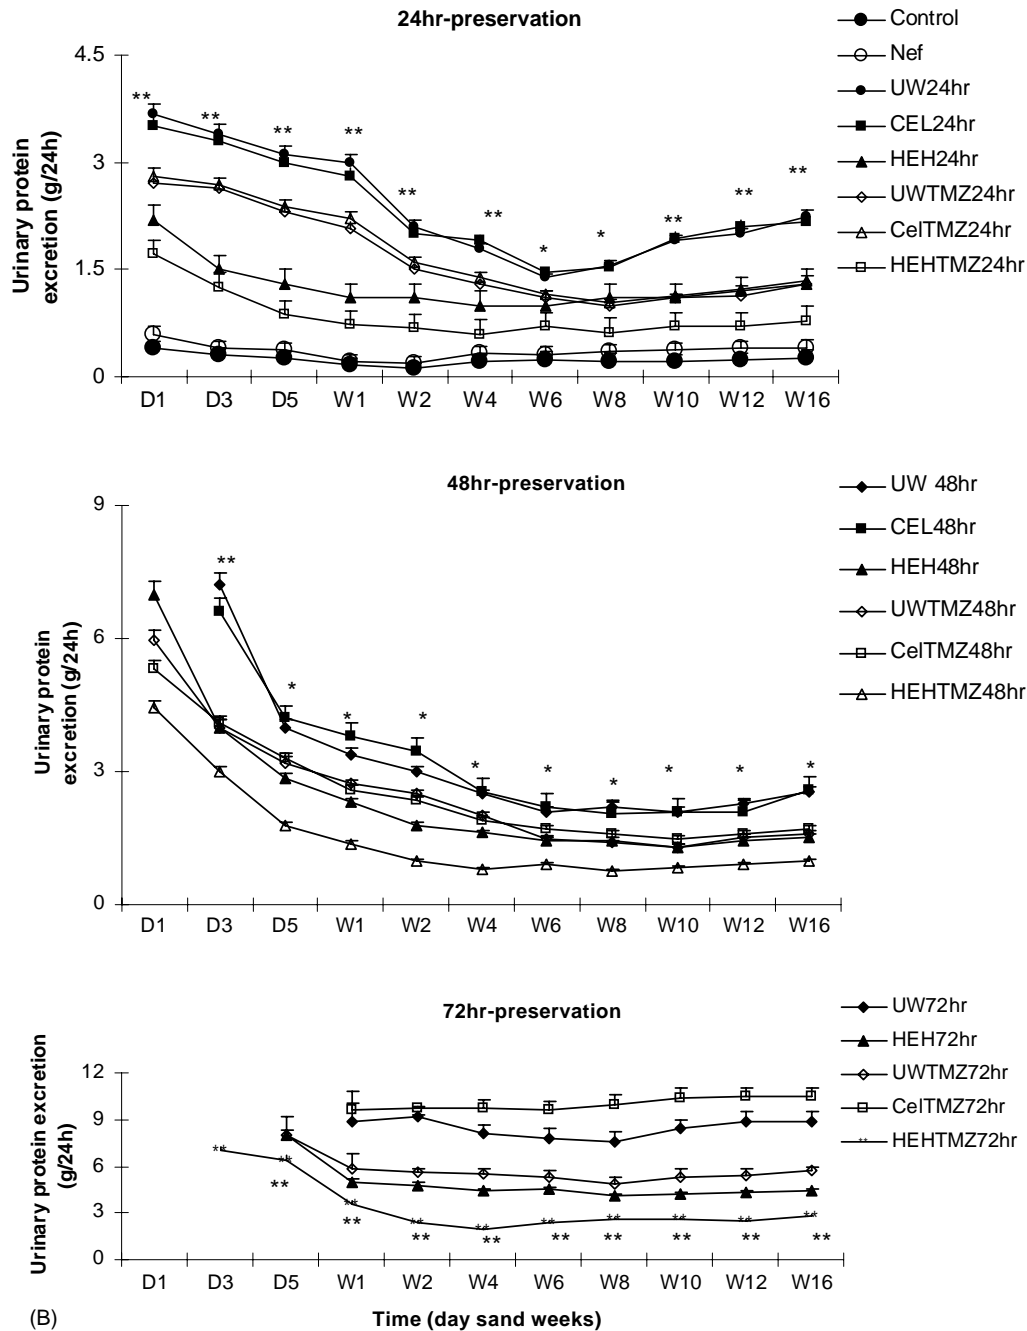 24hr-preservation
Control
Nef
UW24hr
CEL24hr
HEH24hr
UWTMZ24hr
CelTMZ24hr
HEHTMZ24hr
Urinary protein
excretion (g/24h)
4.5
3
1.5
0
** ** ** ** ** ** * * ** ** **
D1 D3 D5 W1 W2 W4 W6 W8 W10 W12 W16
48hr-preservation
UW 48hr
CEL48hr
HEH48hr
UWTMZ48hr
CelTMZ48hr
HEHTMZ48hr
Urinary protein
excretion (g/24h)
9
6
3
0
** * * * * * * * * *
D1 D3 D5 W1 W2 W4 W6 W8 W10 W12 W16
72hr-preservation
UW72hr
HEH72hr
UWTMZ72hr
CelTMZ72hr
HEHTMZ72hr
Urinary protein excretion
(g/24h)
12
9
6
3
0
** ** ** ** ** ** ** ** **
D1 D3 D5 W1 W2 W4 W6 W8 W10 W12 W16
(B) Time (day sand weeks)